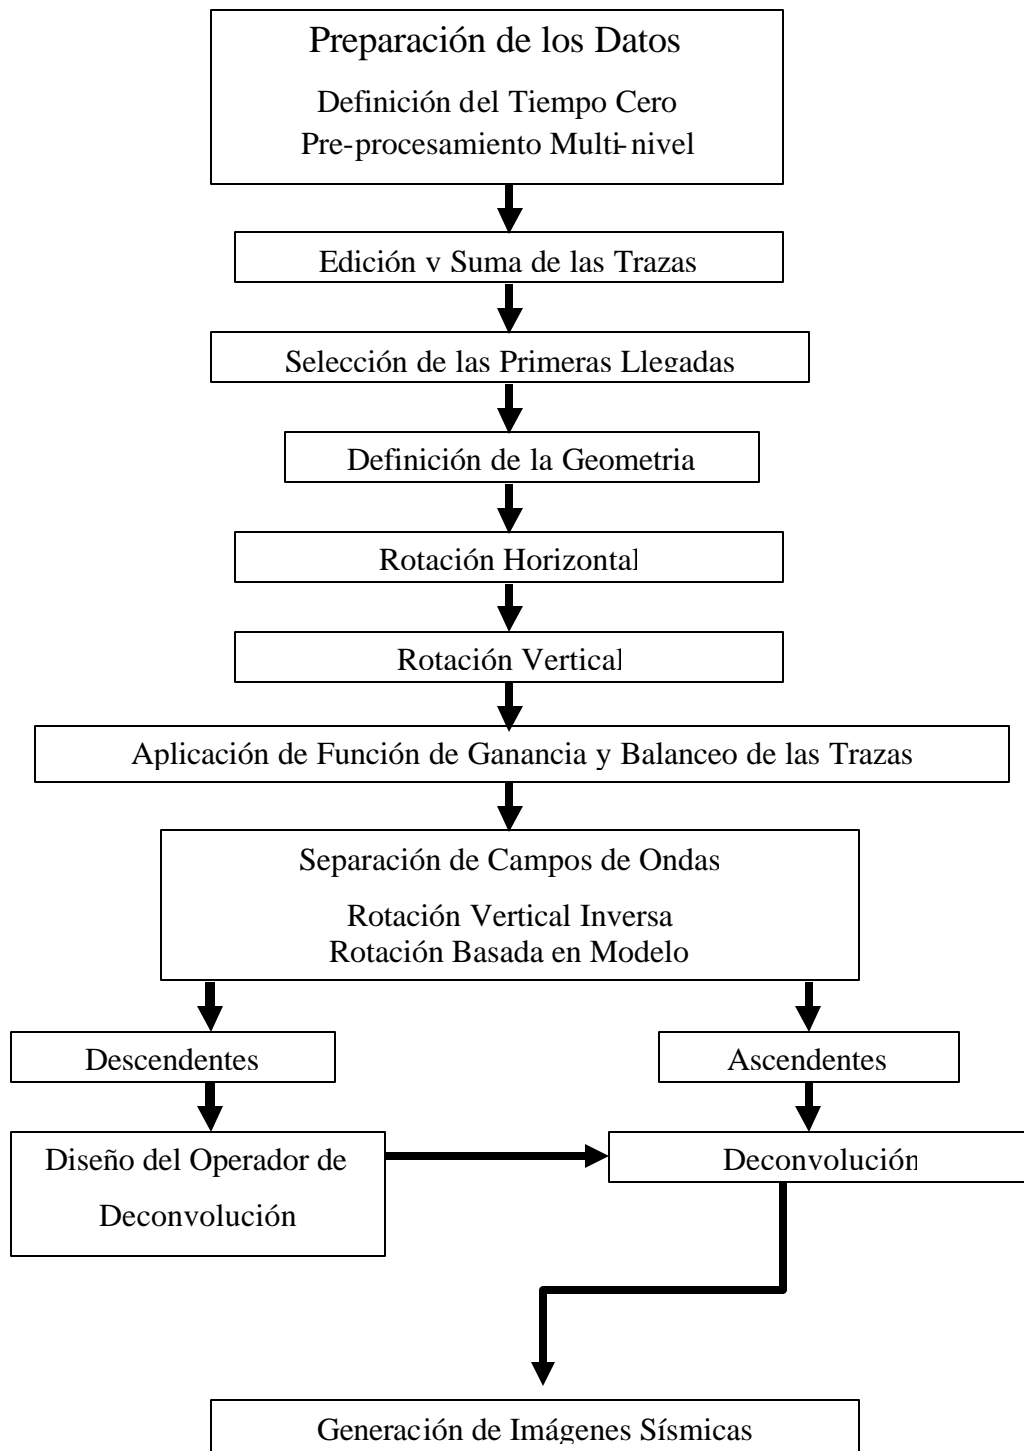 Preparación de los Datos
Definición del Tiempo Cero
Pre-procesamiento Multi-nivel
Edición y Suma de las Trazas
Selección de las Primeras Llegadas
Definición de la Geometria
Rotación Horizontal
Rotación Vertical
Aplicación de Función de Ganancia y Balanceo de las Trazas
Separación de Campos de Ondas
Rotación Vertical Inversa
Rotación Basada en Modelo
Descendentes
Ascendentes
Diseño del Operador de
Deconvolución
Deconvolución
Generación de Imágenes Sísmicas